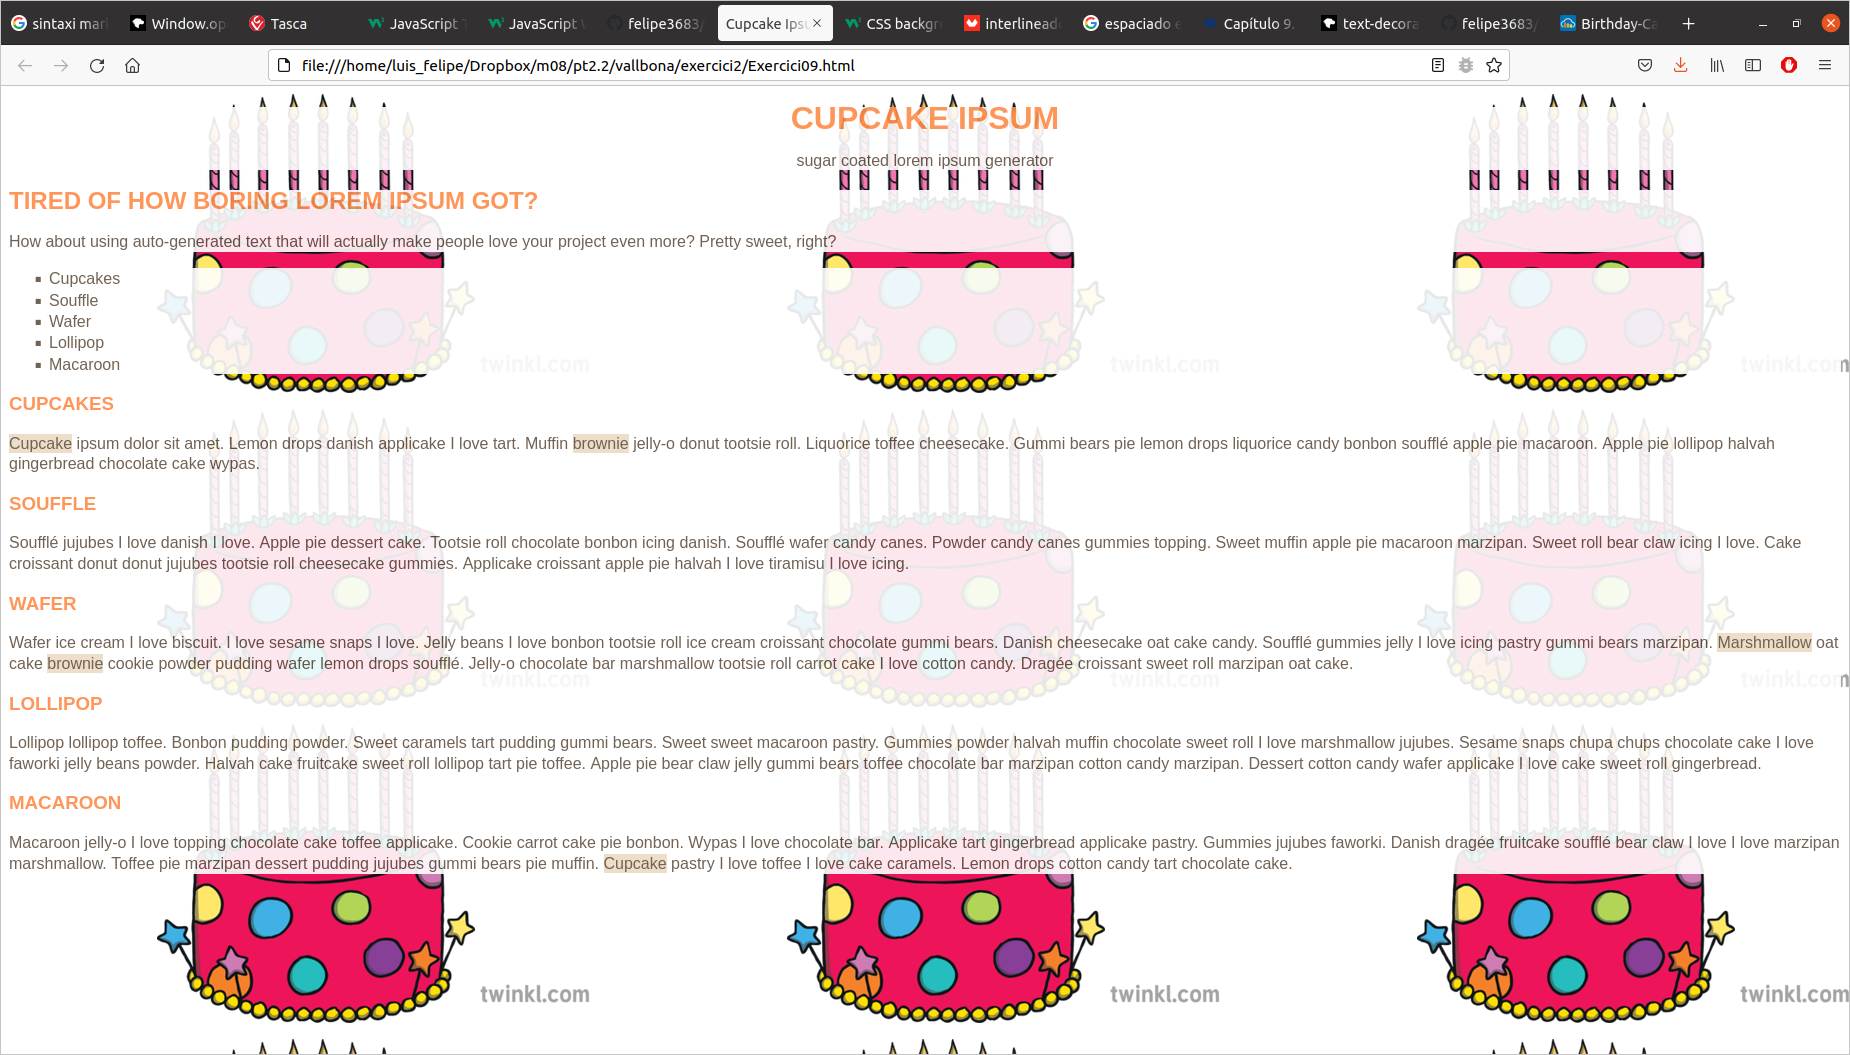 sintaxi mar
Window.op
Tasca
JavaScript
JavaScript
felipe3683/
Cupcake Ips
CSS backgr
interlinead
espaciado e
Capítulo 9.
text-decora
felipe3683/
Birthday-Ca
file:///home/luis_felipe/Dropbox/m08/pt2.2/vallbona/exercici2/Exercici09.html
CUPCAKE IPSUM
sugar coated lorem ipsum generator
TIRED OF HOW BORING LOREM IPSUM GOT?
How about using auto-generated text that will actually make people love your project even more? Pretty sweet, right?
Cupcakes
Souffle
Wafer
Lollipop
Macaroon
twinkl.com twinkl.com twinkl.com
CUPCAKES
Cupcake ipsum dolor sit amet. Lemon drops danish applicake I love tart. Muffin brownie jelly-o donut tootsie roll. Liquorice toffee cheesecake. Gummi bears pie lemon drops liquorice candy bonbon soufflé apple pie macaroon. Apple pie lollipop halvah
gingerbread chocolate cake wypas.
SOUFFLE
Soufflé jujubes I love danish I love. Apple pie dessert cake. Tootsie roll chocolate bonbon icing danish. Soufflé wafer candy canes. Powder candy canes gummies topping. Sweet muffin apple pie macaroon marzipan. Sweet roll bear claw icing I love. Cake
croissant donut donut jujubes tootsie roll cheesecake gummies. Applicake croissant apple pie halvah I love tiramisu I love icing.
WAFER
Wafer ice cream I love biscuit. I love sesame snaps I love. Jelly beans I love bonbon tootsie roll ice cream croissant chocolate gummi bears. Danish cheesecake oat cake candy. Soufflé gummies jelly I love icing pastry gummi bears marzipan. Marshmallow oat
cake brownie cookie powder pudding wafer lemon drops soufflé. Jelly-o chocolate bar marshmallow tootsie roll carrot cake I love cotton candy. Dragée croissant sweet roll marzipan oat cake.
twinkl.com twinkl.com twinkl.com
LOLLIPOP
Lollipop lollipop toffee. Bonbon pudding powder. Sweet caramels tart pudding gummi bears. Sweet sweet macaroon pastry. Gummies powder halvah muffin chocolate sweet roll I love marshmallow jujubes. Sesame snaps chupa chups chocolate cake I love
faworki jelly beans powder. Halvah cake fruitcake sweet roll lollipop tart pie toffee. Apple pie bear claw jelly gummi bears toffee chocolate bar marzipan cotton candy marzipan. Dessert cotton candy wafer applicake I love cake sweet roll gingerbread.
MACAROON
Macaroon jelly-o I love topping chocolate cake toffee applicake. Cookie carrot cake pie bonbon. Wypas I love chocolate bar. Applicake tart gingerbread applicake pastry. Gummies jujubes faworki. Danish dragée fruitcake soufflé bear claw I love I love marzipan
marshmallow. Toffee pie marzipan dessert pudding jujubes gummi bears pie muffin. Cupcake pastry I love toffee I love cake caramels. Lemon drops cotton candy tart chocolate cake.
twinkl.com twinkl.com twinkl.com